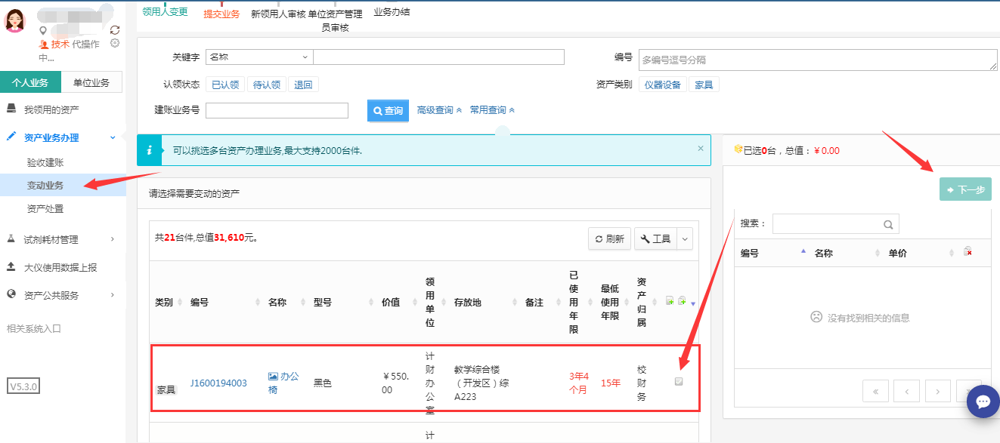 领用人变更
提交业务
新领用人审核
单位资产管理
员审核
业务办结
技术 代操作
中...
个人业务
单位业务
我领用的资产
资产业务办理
验收建账
变动业务
资产处置
试剂耗材管理
大仪使用数据上报
资产公共服务
相关系统入口
V5.3.0
关键字
名称
编号
多编号逗号分隔
认领状态
已认领
待认领
退回
资产类别
仪器设备
家具
建账业务号
查询
高级查询
常用查询
可以挑选多台资产办理业务,最大支持2000台件.
×
请选择需要变动的资产
共21台件,总值31,610元。
刷新
工具
类别
编号
名称
型号
价值
领
用
单
位
存放地
备注
已
使
用
年
限
最低
使用
年限
资
产
归
属
家具
J1600194003
办公
椅
黑色
￥550.
00
计
财
办
公
室
教学综合楼
（开发区）综
A223
3年4
个月
15年
校
财
务
计
已选0台，总值：￥0.00
下一步
搜索：
编号
名称
单价
没有找到相关的信息
«
‹
›
»